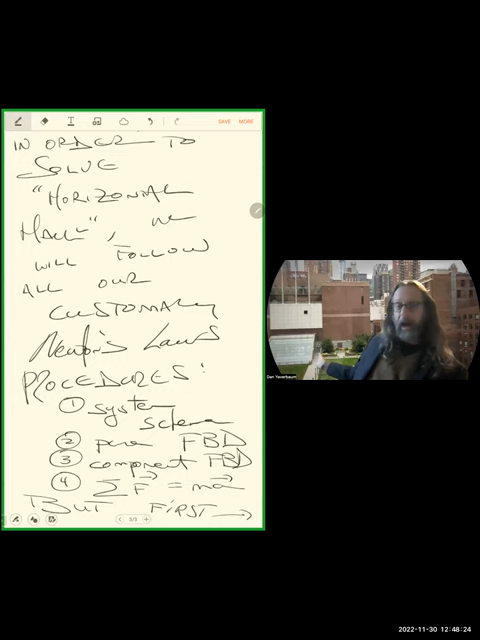 SAVE MORE
IN ORDER TO
SOLVE
"HORIZONTAL
HALL", WE
WILL FOLLOW
ALL OUR
CUSTOMARY
Newton's Laws
PROCEDURES:
① system
schema
② pure FBD
③ component FBD
④ ΣF⃗ = ma⃗
BUT FIRST →
3/3
Dan Yaverbaum
2022-11-30 12:48:24